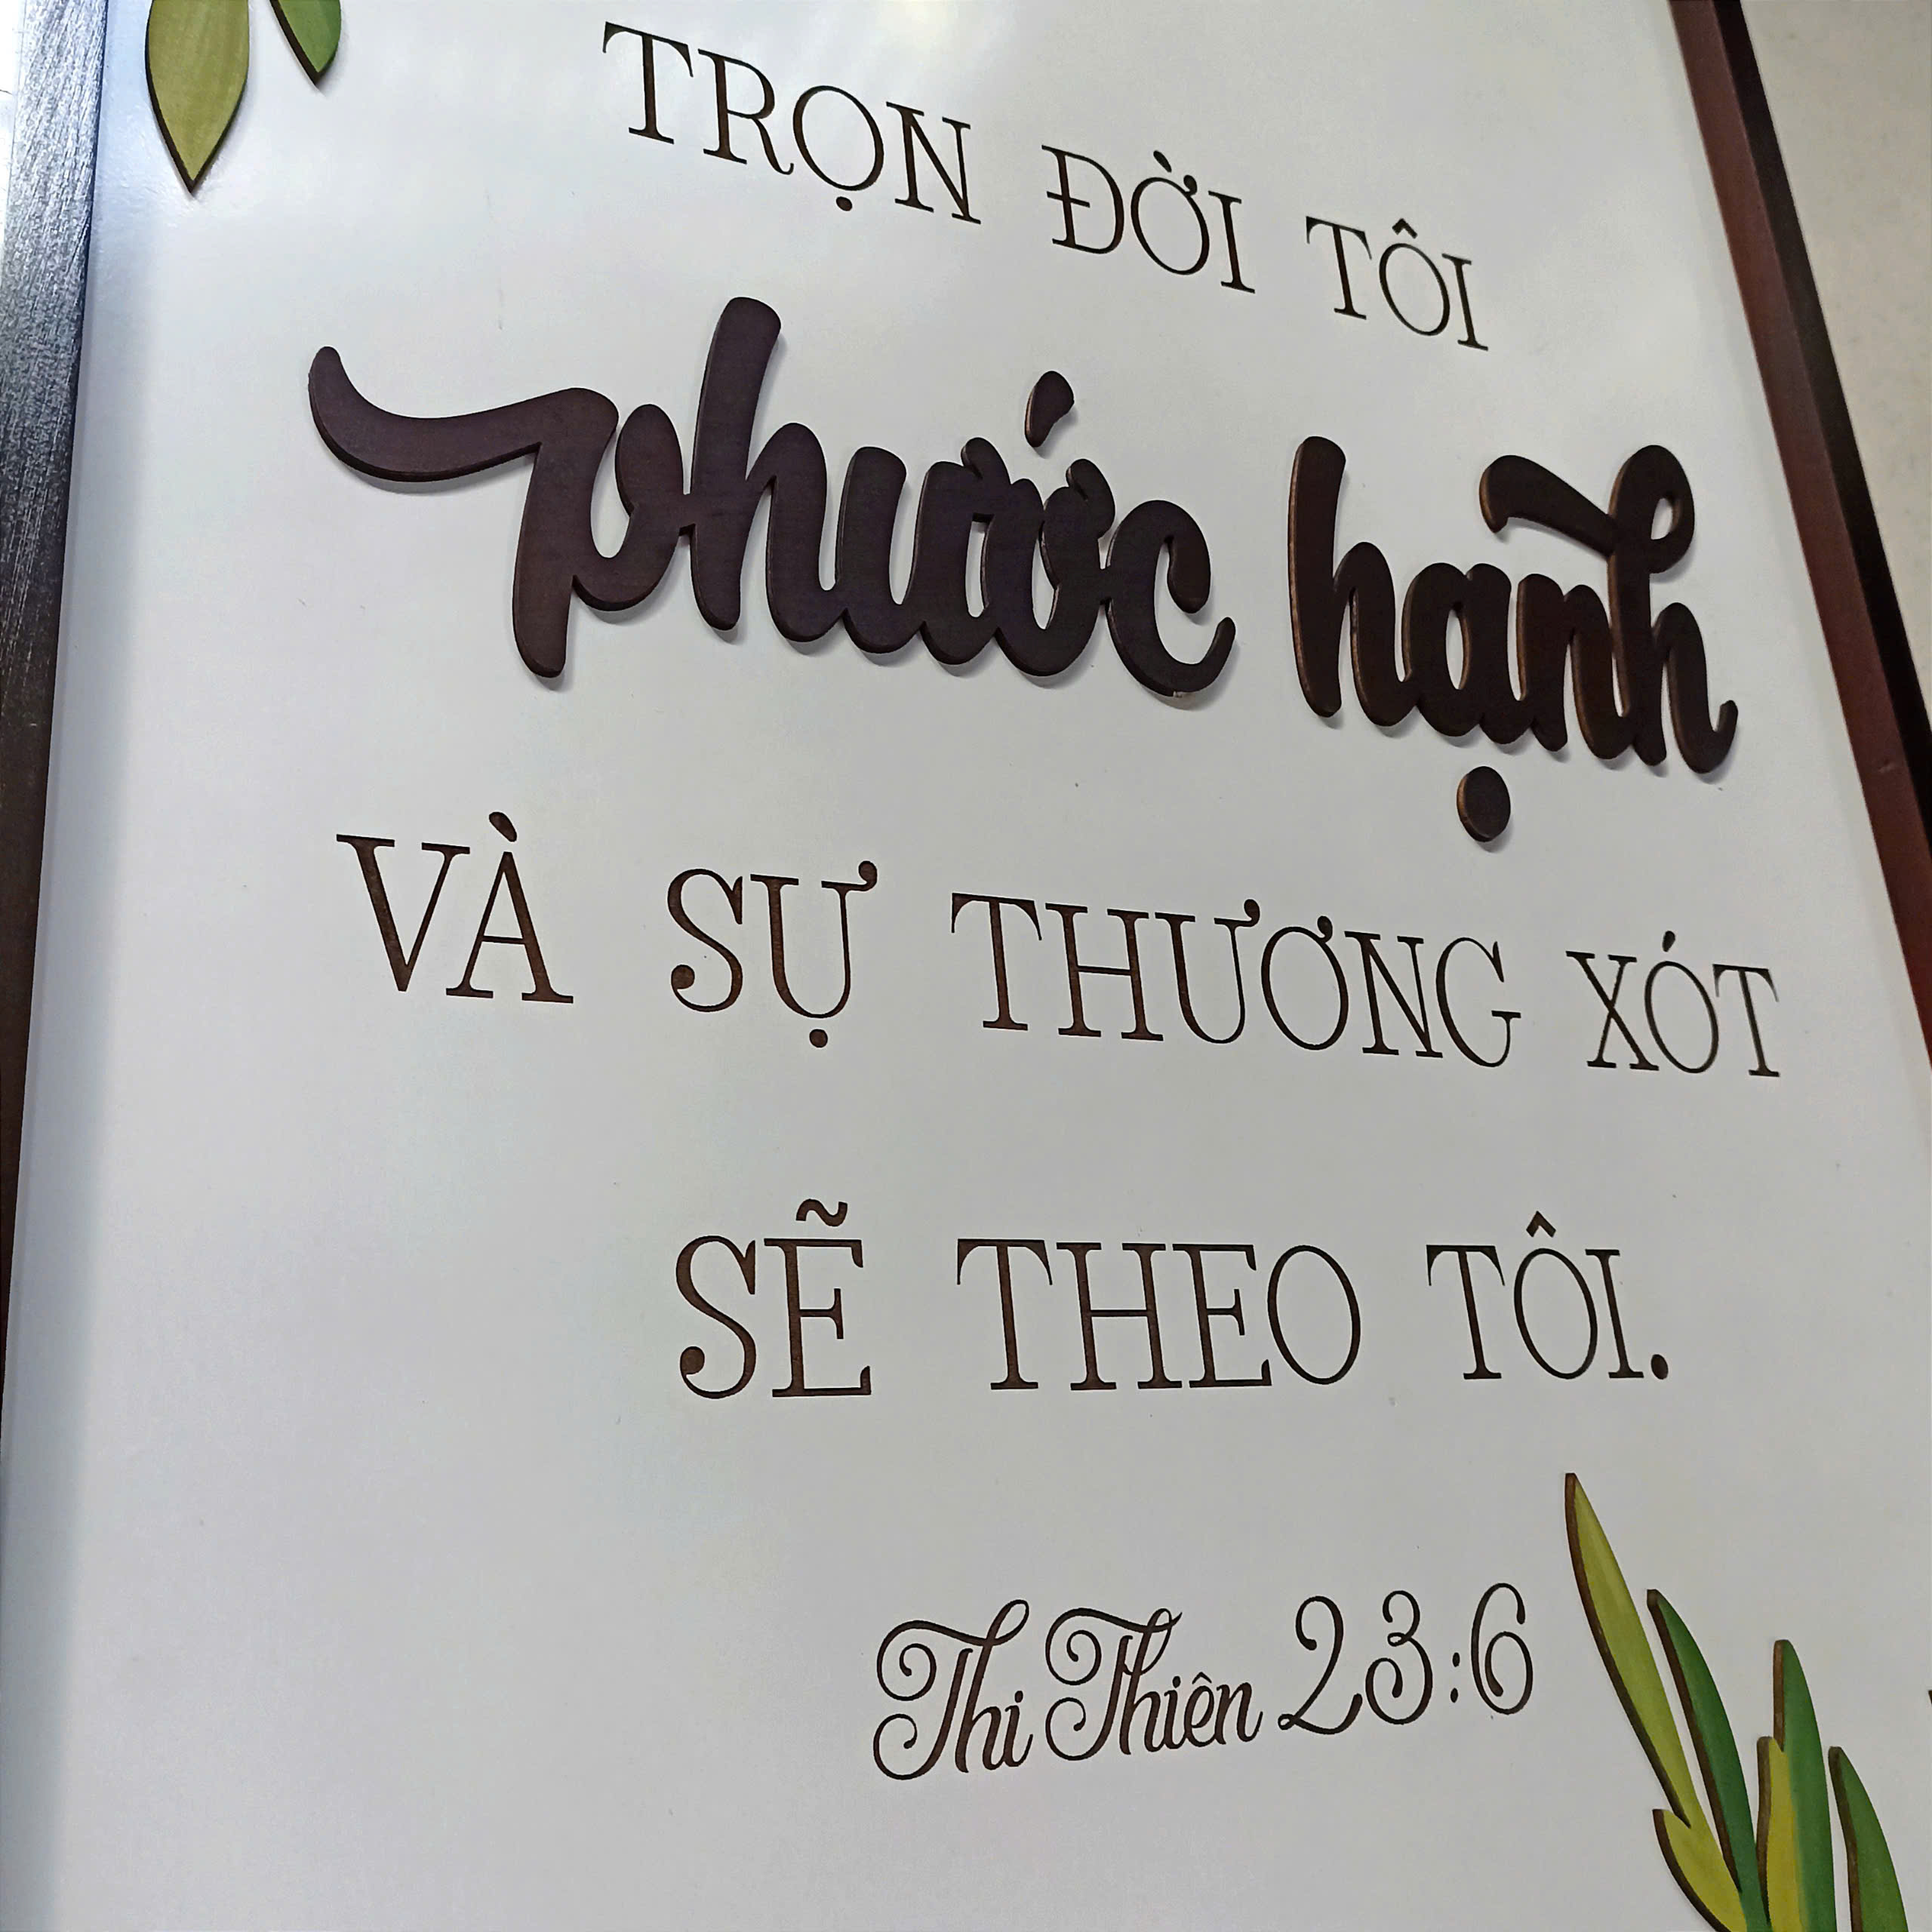 TRỌN ĐỜI TÔI
phước hạnh
VÀ SỰ THƯƠNG XÓT
SẼ THEO TÔI.
Thi Thiên 23:6